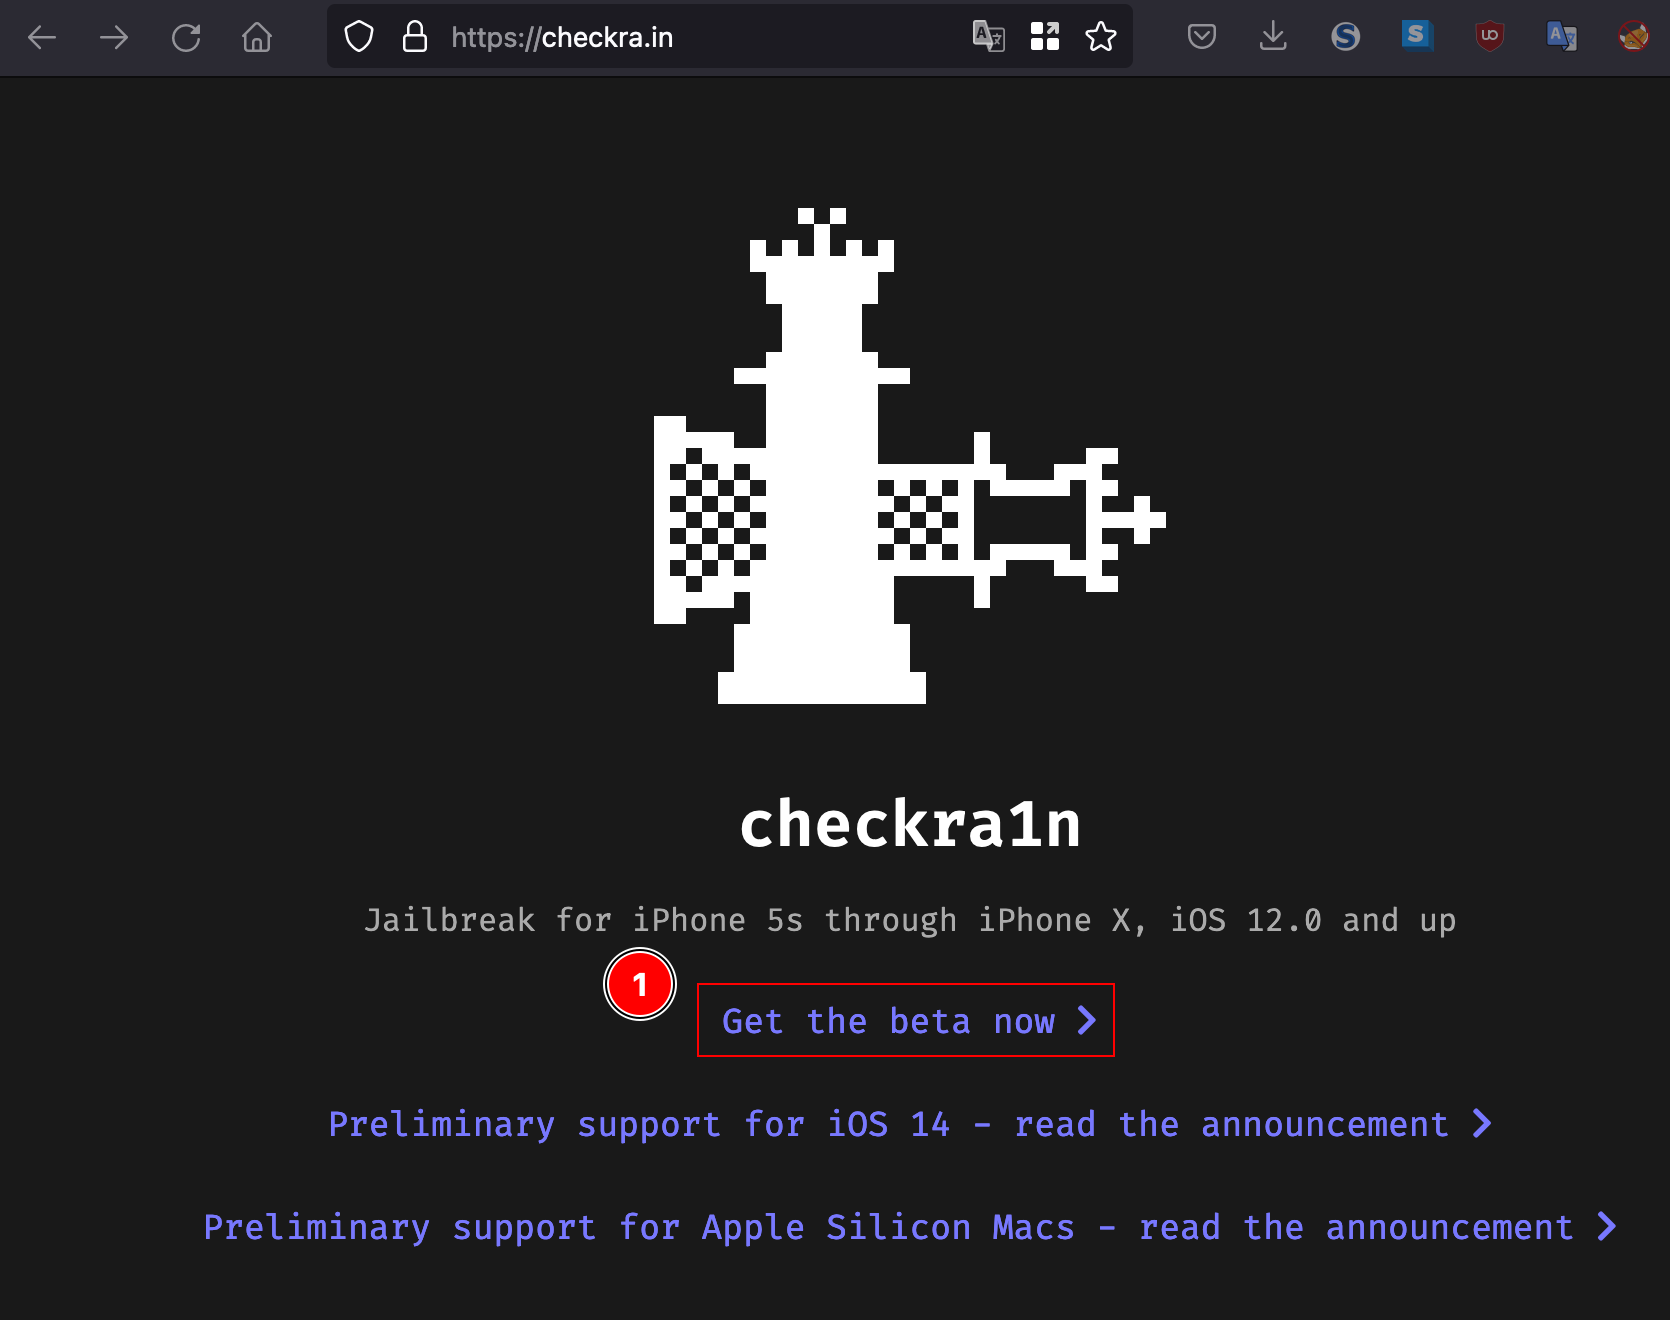 https://checkra.in
checkra1n
Jailbreak for iPhone 5s through iPhone X, iOS 12.0 and up
1
Get the beta now
Preliminary support for iOS 14 - read the announcement
Preliminary support for Apple Silicon Macs - read the announcement